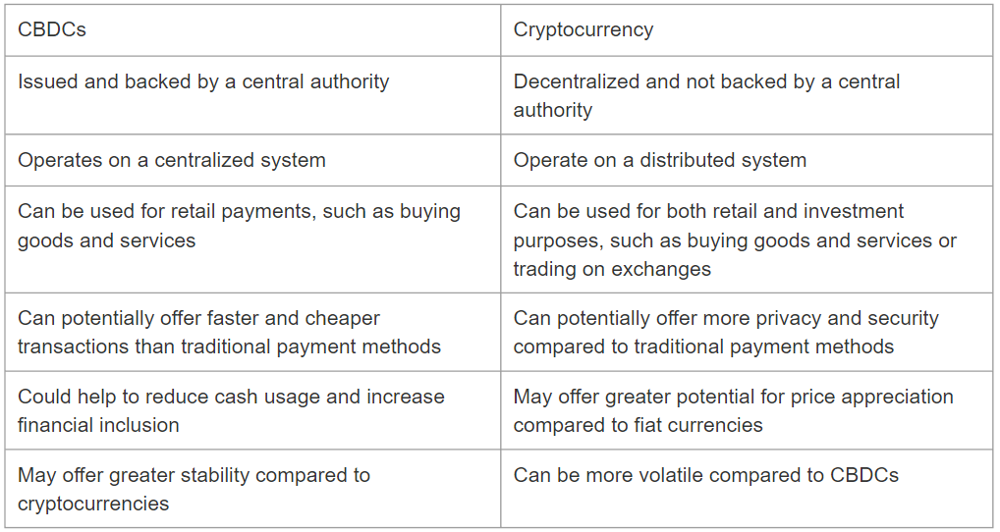 CBDCs
Cryptocurrency
Issued and backed by a central authority
Decentralized and not backed by a central
authority
Operates on a centralized system
Operate on a distributed system
Can be used for retail payments, such as buying
goods and services
Can be used for both retail and investment
purposes, such as buying goods and services or
trading on exchanges
Can potentially offer faster and cheaper
transactions than traditional payment methods
Can potentially offer more privacy and security
compared to traditional payment methods
Could help to reduce cash usage and increase
financial inclusion
May offer greater potential for price appreciation
compared to fiat currencies
May offer greater stability compared to
cryptocurrencies
Can be more volatile compared to CBDCs